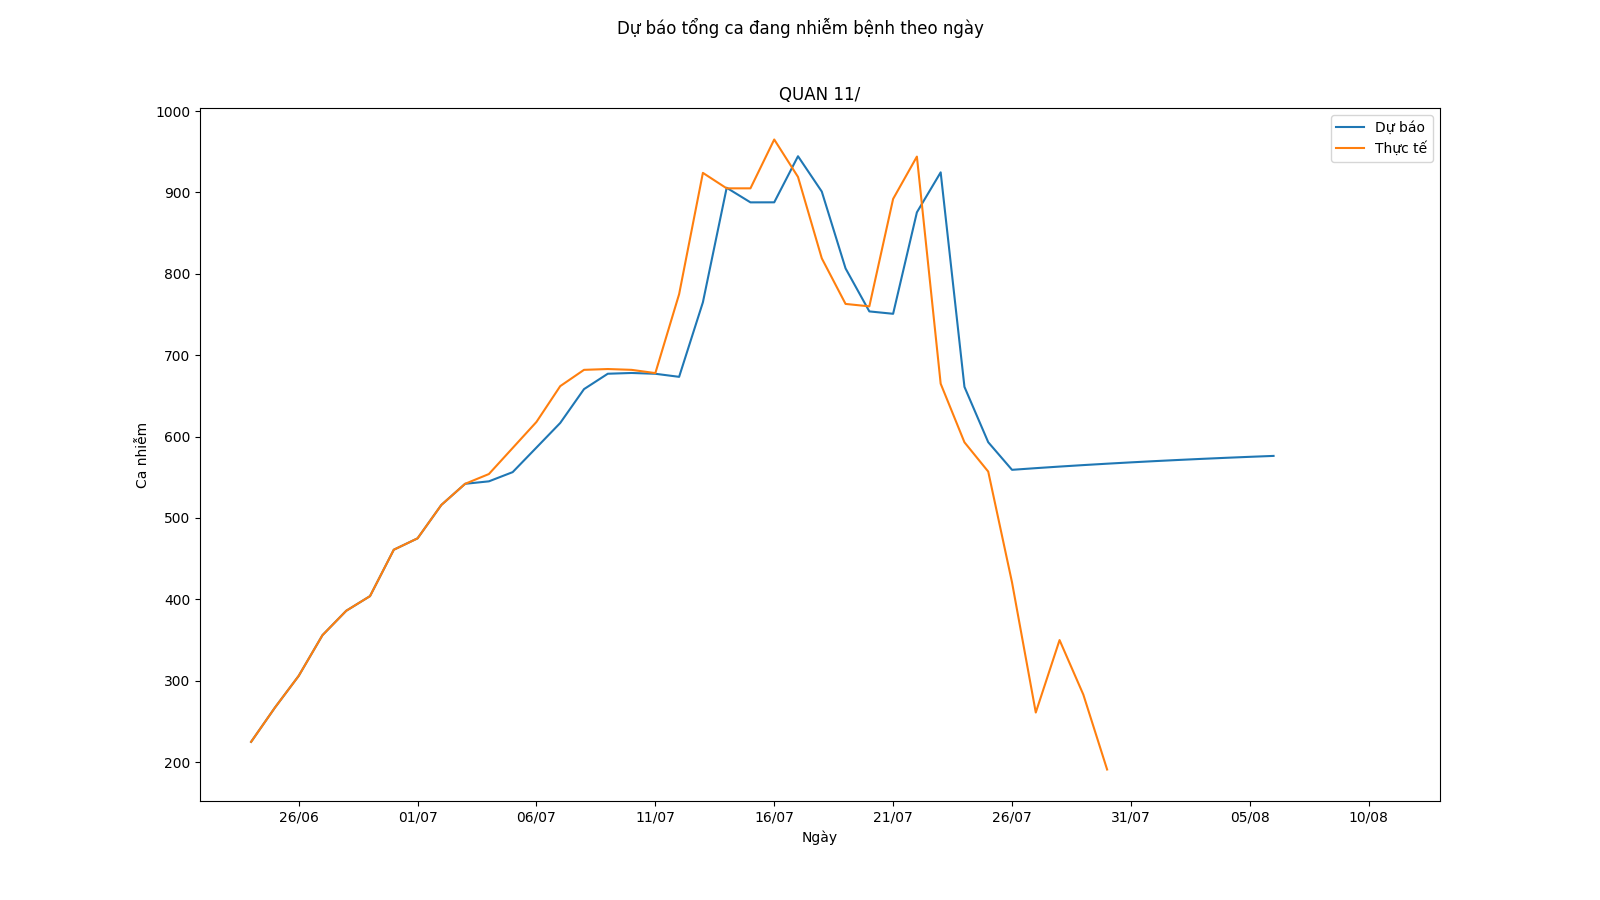 Dự báo tổng ca đang nhiễm bệnh theo ngày
QUAN 11/
Dự báo
Thực tế
1000
900
800
700
600
500
400
300
200
Ca nhiễm
26/06 01/07 06/07 11/07 16/07 21/07 26/07 31/07 05/08 10/08
Ngày